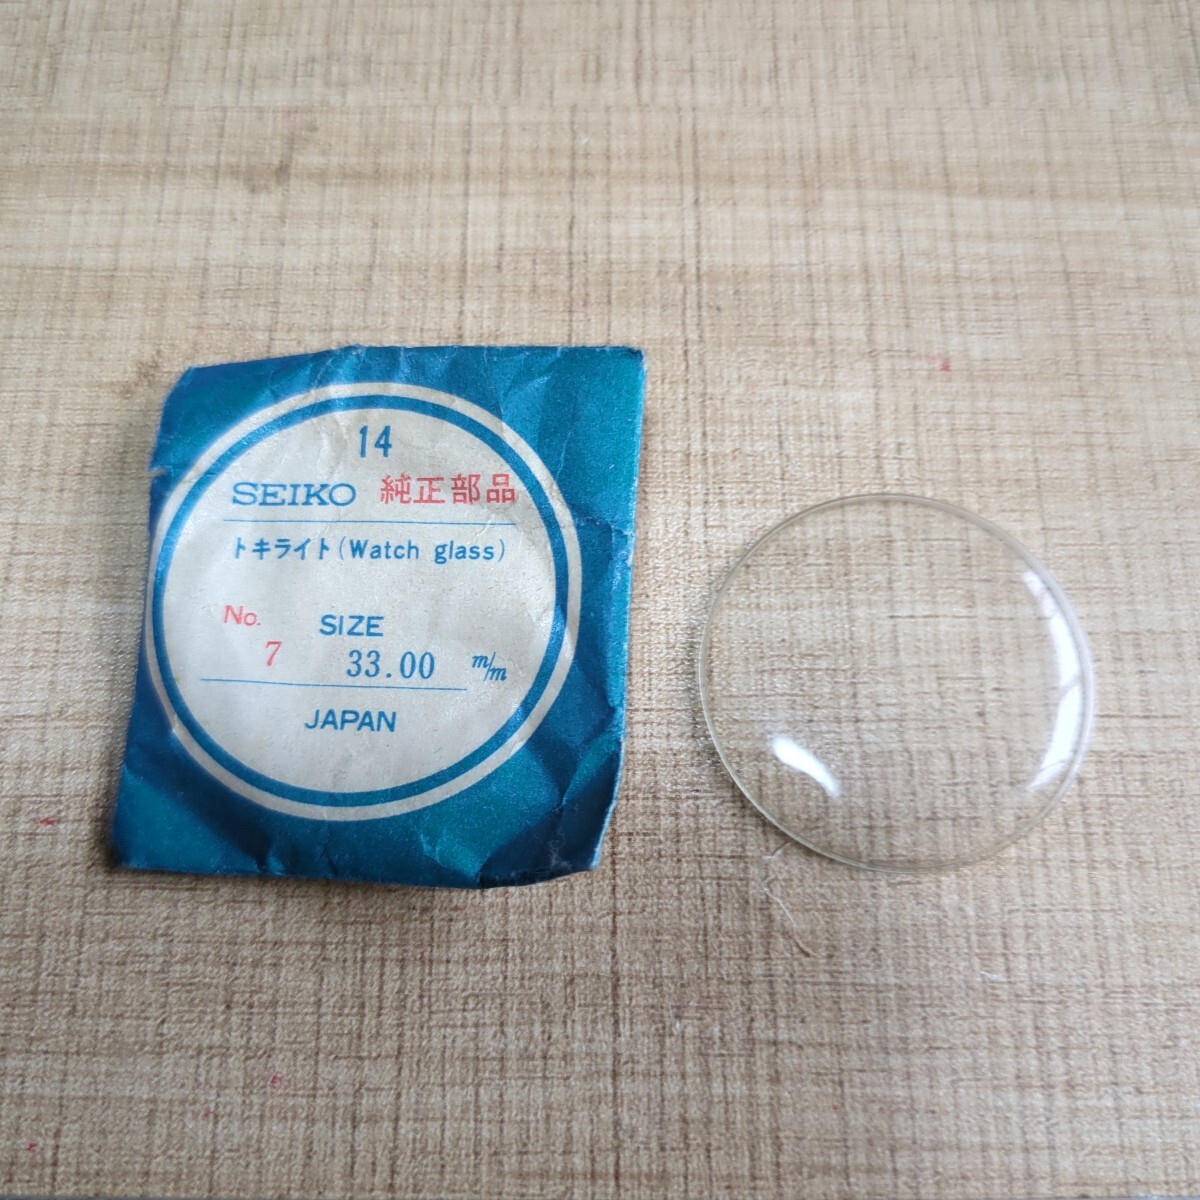 14
SEIKO 純正部品
トキライト(Watch glass)
No. SIZE
7 33.00 m/m
JAPAN